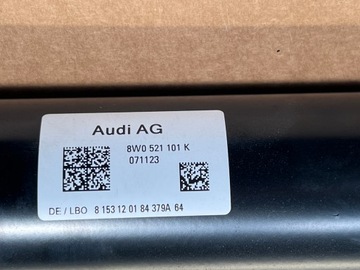 Audi AG
8W0 521 101 K
071123
DE / LBO 8 153 12 01 84 379A 64